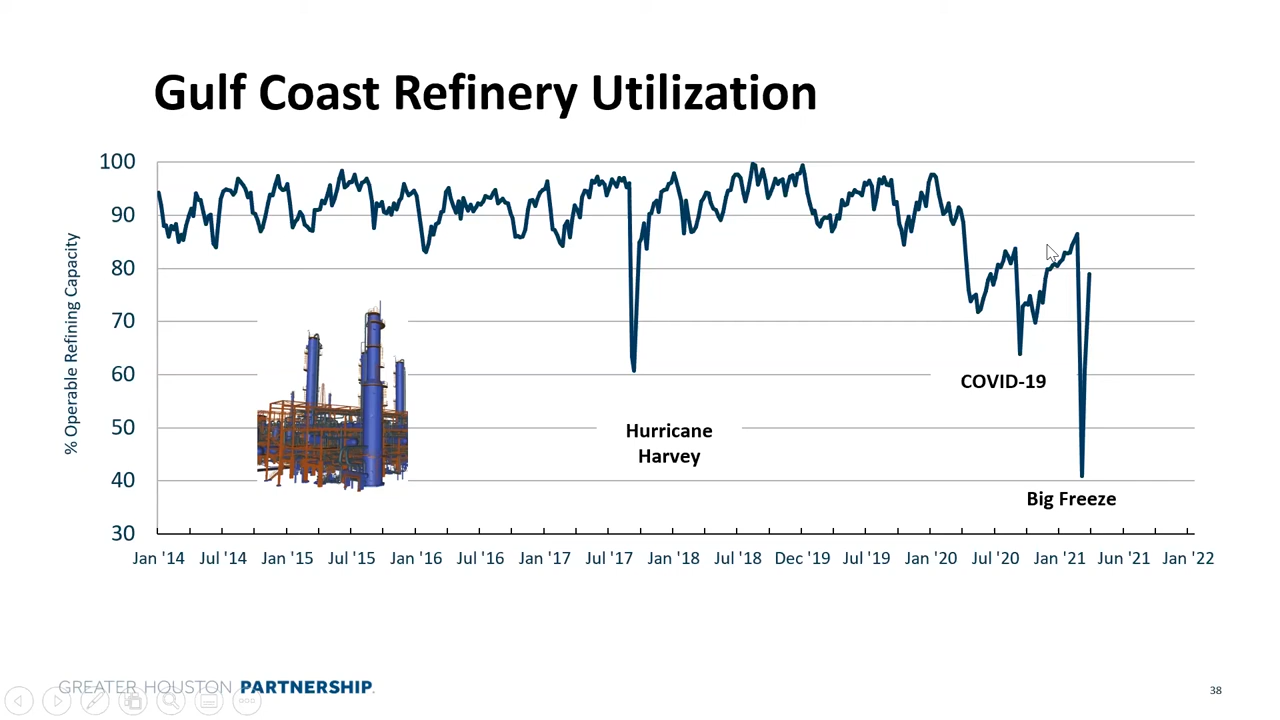 Gulf Coast Refinery Utilization
% Operable Refining Capacity
100
90
80
70
60
50
40
30
COVID-19
Hurricane
Harvey
Big Freeze
Jan '14 Jul '14 Jan '15 Jul '15 Jan '16 Jul '16 Jan '17 Jul '17 Jan '18 Jul '18 Dec '19 Jul '19 Jan '20 Jul '20 Jan '21 Jun '21 Jan '22
GREATER HOUSTON PARTNERSHIP.
38